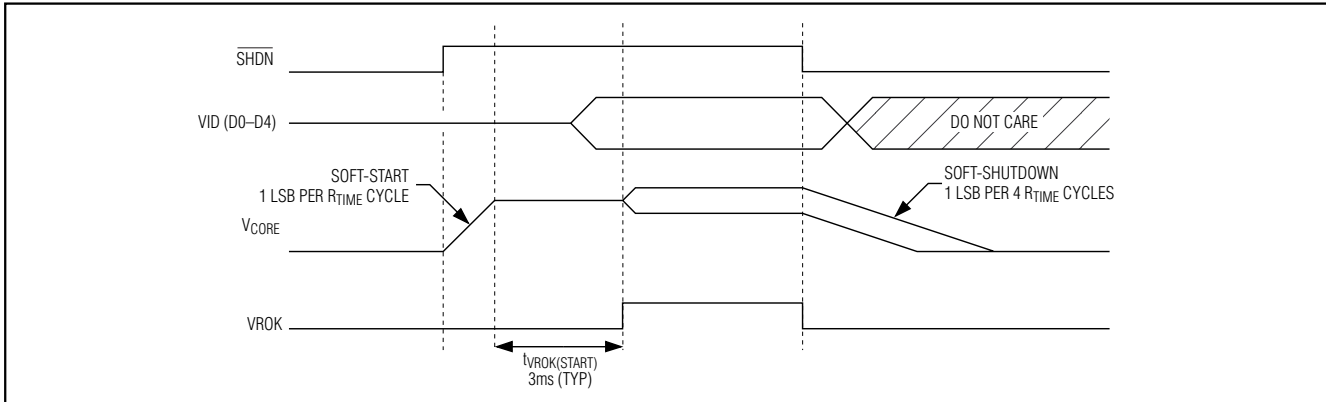 SHDN
VID (D0–D4)
DO NOT CARE
SOFT-START
1 LSB PER RTIME CYCLE
SOFT-SHUTDOWN
1 LSB PER 4 RTIME CYCLES
VCORE
VROK
tVROK(START)
3ms (TYP)